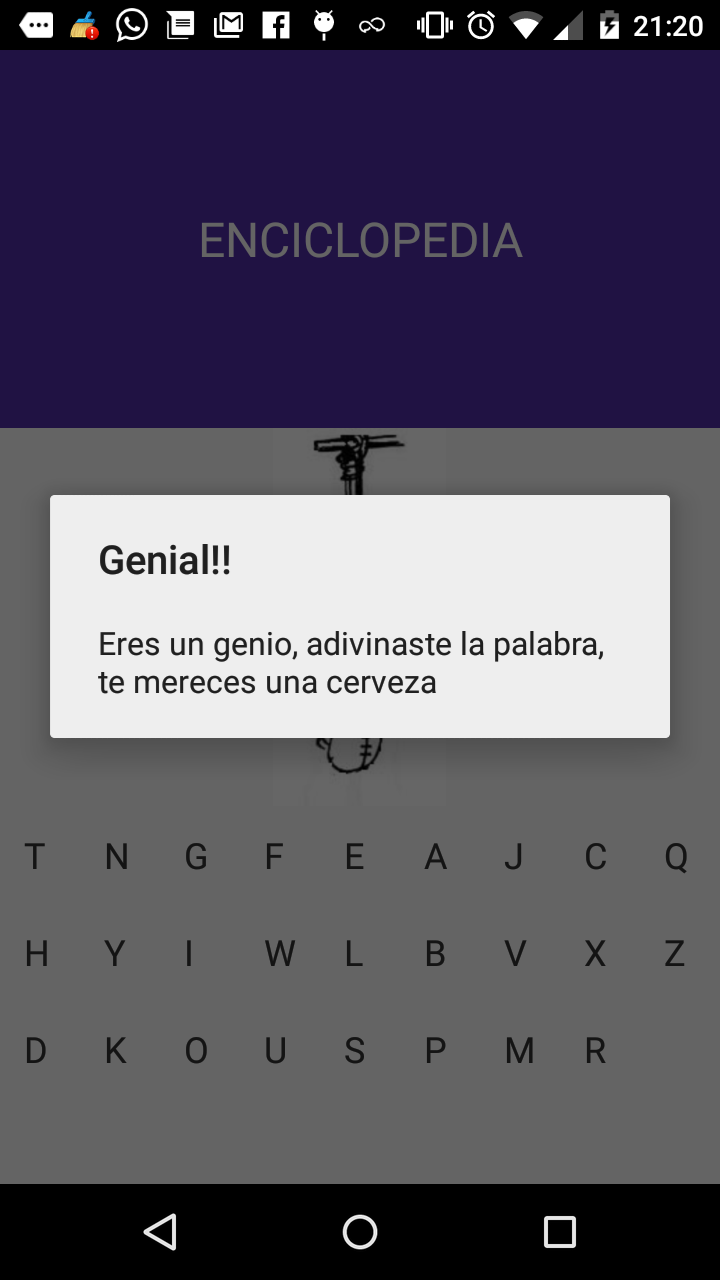 21:20
ENCICLOPEDIA
Genial!!
Eres un genio, adivinaste la palabra,
te mereces una cerveza
T N G F E A J C Q
H Y I W L B V X Z
D K O U S P M R